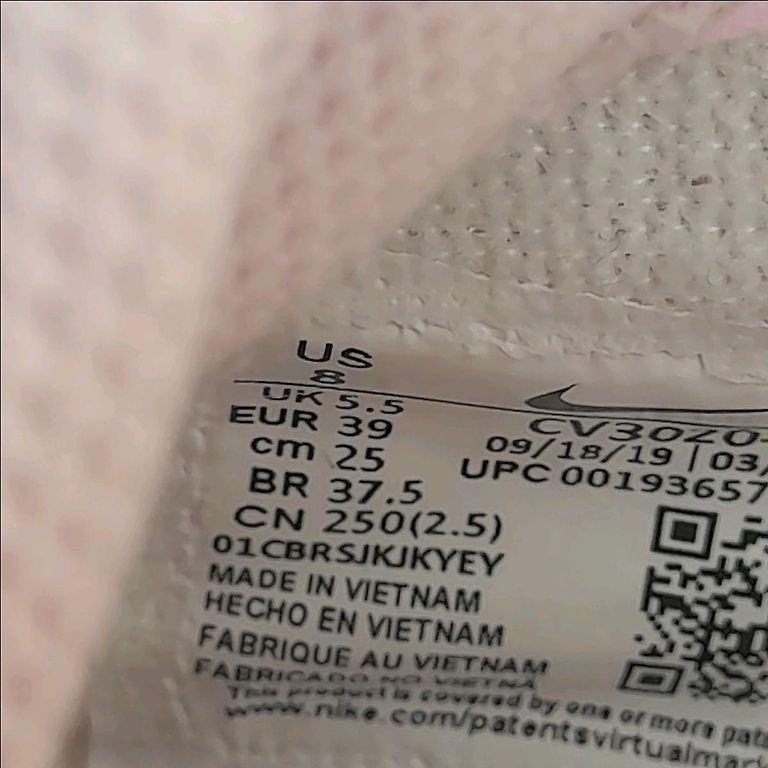 US
8
UK 5.5
EUR 39
cm 25
BR 37.5
CN 250(2.5)
01CBRSJKJKYEY
MADE IN VIETNAM
HECHO EN VIETNAM
FABRIQUE AU VIETNAM
FABRICADO NO VIETNA
This product is covered by one or more pat
www.nike.com/patentsvirtualmar
CV3020-
09/18/19 | 03/
UPC 00193657